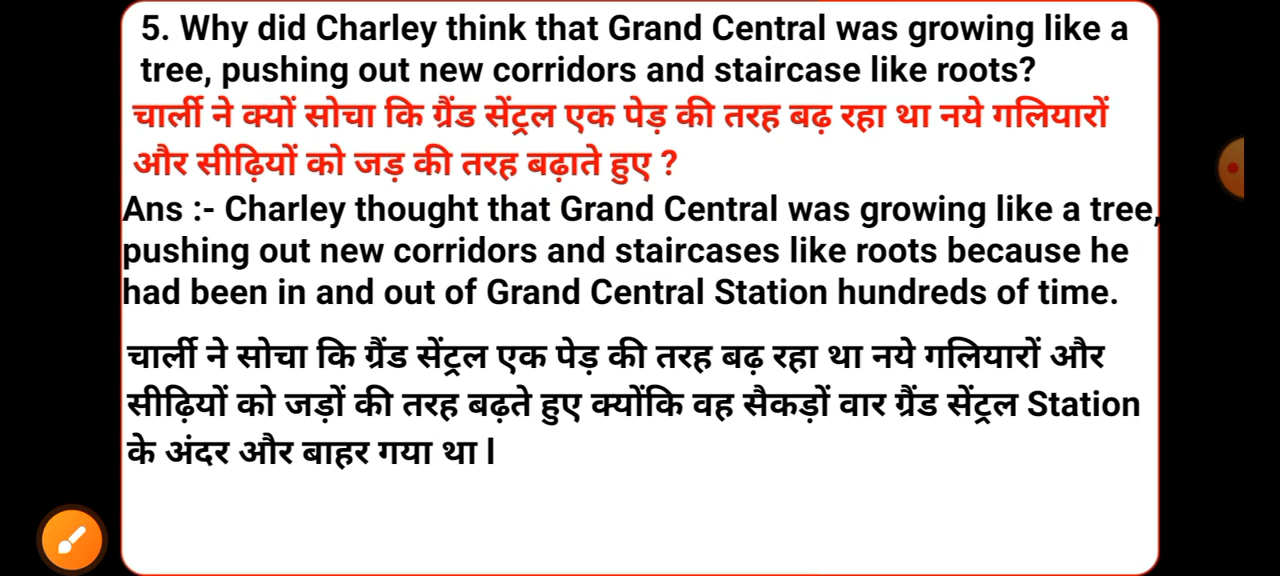 5. Why did Charley think that Grand Central was growing like a
tree, pushing out new corridors and staircase like roots?
चार्ली ने क्यों सोचा कि ग्रैंड सेंट्रल एक पेड़ की तरह बढ़ रहा था नये गलियारों
और सीढ़ियों को जड़ की तरह बढ़ाते हुए ?
Ans :- Charley thought that Grand Central was growing like a tree,
pushing out new corridors and staircases like roots because he
had been in and out of Grand Central Station hundreds of time.
चार्ली ने सोचा कि ग्रैंड सेंट्रल एक पेड़ की तरह बढ़ रहा था नये गलियारों और
सीढ़ियों को जड़ों की तरह बढ़ते हुए क्योंकि वह सैकड़ों वार ग्रैंड सेंट्रल Station
के अंदर और बाहर गया था l